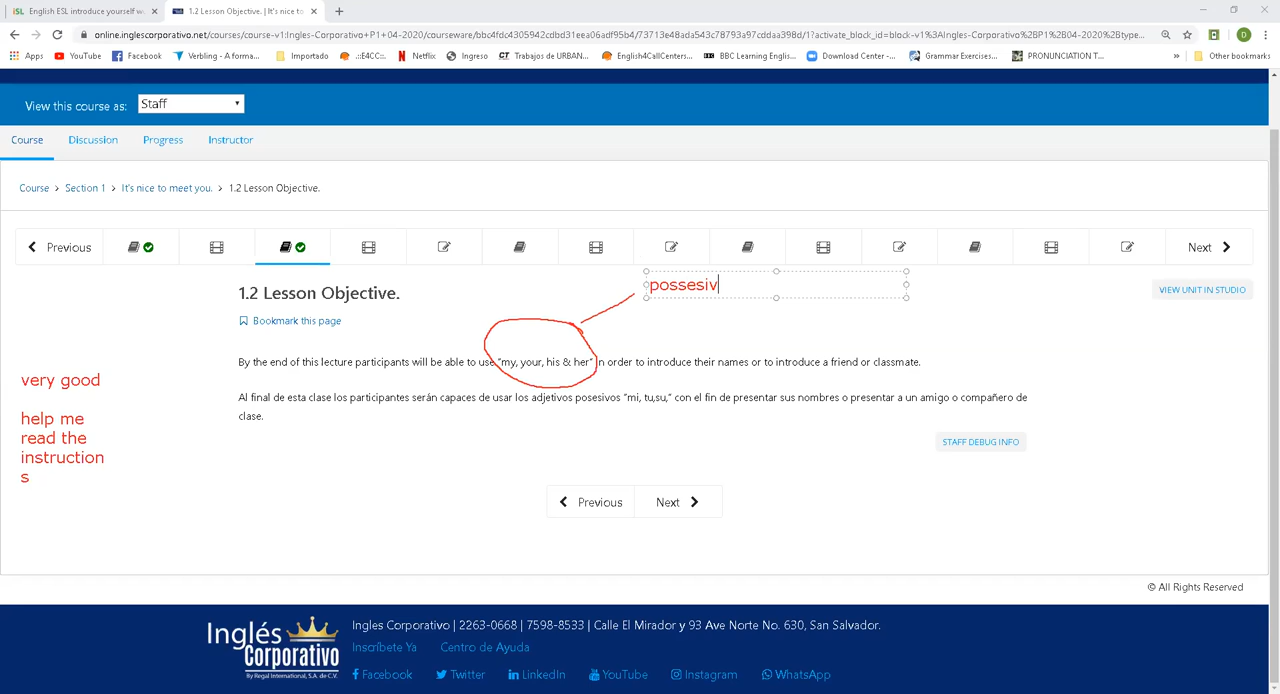 English ESL introduce yourself w
1.2 Lesson Objective. | It's nice to
online.inglescorporativo.net/courses/course-v1:Ingles-Corporativo+P1+04-2020/courseware/bbc4fdc4305942cdbd31eea06adf95b4/73713e48ada543c78793a97cddaa398d/1?activate_block_id=block-v1%3AIngles-Corporativo%2BP1%2B04-2020%2Btype...
Apps YouTube Facebook Verbling - A forma... Importado .::E4CC::. Netflix Ingreso Trabajos de URBAN... English4CallCenters... BBC Learning Englis... Download Center -... Grammar Exercises... PRONUNCIATION T... » Other bookmarks
View this course as: Staff
Course Discussion Progress Instructor
Course > Section 1 > It's nice to meet you. > 1.2 Lesson Objective.
Previous Next
possesiv
1.2 Lesson Objective.
VIEW UNIT IN STUDIO
Bookmark this page
By the end of this lecture participants will be able to use "my, your, his & her" in order to introduce their names or to introduce a friend or classmate.
Al final de esta clase los participantes serán capaces de usar los adjetivos posesivos "mi, tu,su," con el fin de presentar sus nombres o presentar a un amigo o compañero de
clase.
very good
help me
read the
instruction
s
STAFF DEBUG INFO
Previous Next
© All Rights Reserved
Inglés
Corporativo
By Regal International, S.A. de C.V.
Ingles Corporativo | 2263-0668 | 7598-8533 | Calle El Mirador y 93 Ave Norte No. 630, San Salvador.
Inscríbete Ya Centro de Ayuda
Facebook Twitter LinkedIn YouTube Instagram WhatsApp